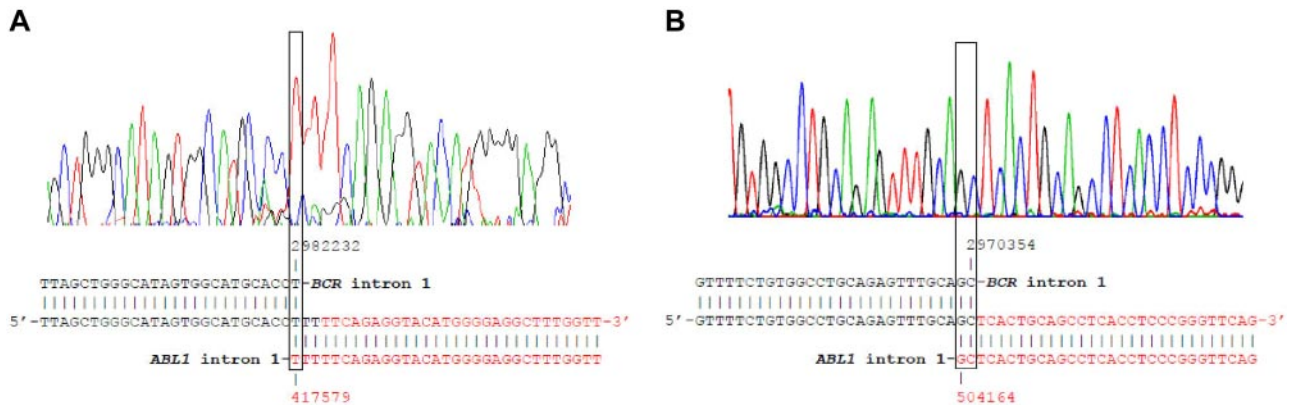 A
2982232
TTAGCTGGGCATAGTGGCATGCACCT-BCR intron 1
5'-TTAGCTGGGCATAGTGGCATGCACCTTTTTCAGAGGTACATGGGGAGGCTTTGGTT-3'
ABL1 intron 1-TTTTTCAGAGGTACATGGGGAGGCTTTGGTT
417579
B
2970354
GTTTTCTGTGGCCTGCAGAGTTTGCAGC-BCR intron 1
GTTTTCTGTGGCCTGCAGAGTTTGCAGCTCACTGCAGCCTCACCTCCCGGGTTCAG-3'
ABL1 intron 1-GCTCACTGCAGCCTCACCTCCCGGGTTCAG
504164